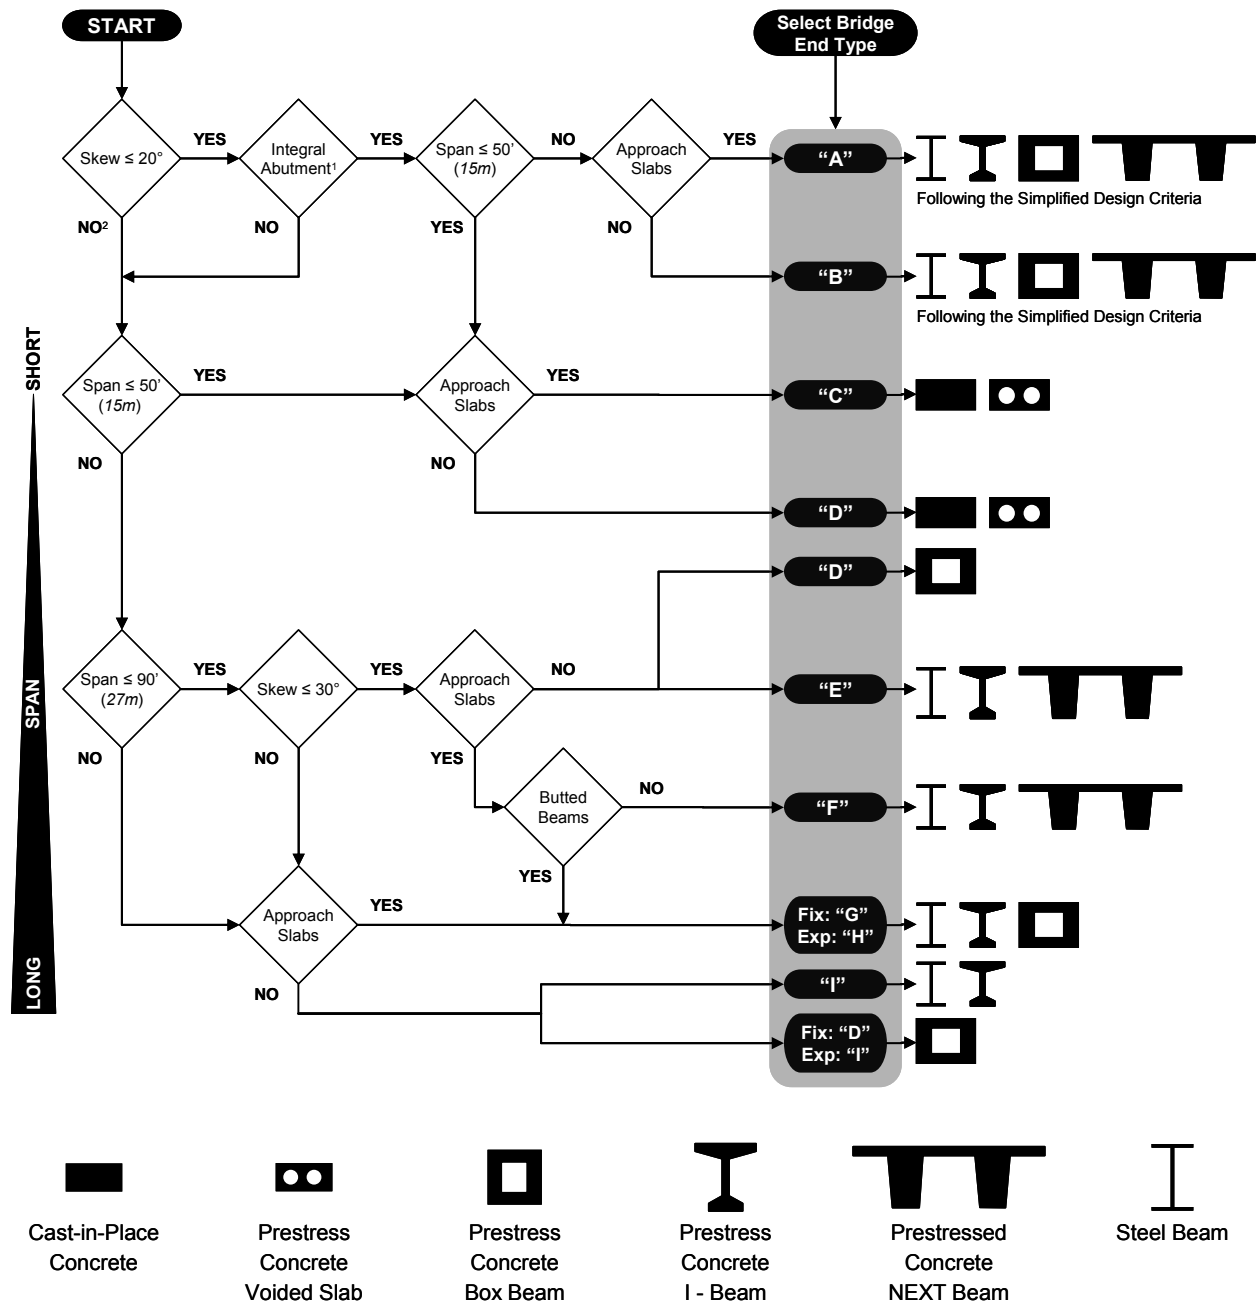 START
Select Bridge
End Type
Skew ≤ 20°
YES
Integral
Abutment¹
YES
Span ≤ 50’
(15m)
NO
Approach
Slabs
YES
“A”
Following the Simplified Design Criteria
NO²
NO
YES
NO
“B”
Following the Simplified Design Criteria
SHORT
Span ≤ 50’
(15m)
YES
Approach
Slabs
YES
“C”
NO
NO
“D”
“D”
SPAN
Span ≤ 90’
(27m)
YES
Skew ≤ 30°
YES
Approach
Slabs
NO
“E”
NO
NO
YES
Butted
Beams
NO
“F”
YES
Approach
Slabs
YES
Fix: “G”
Exp: “H”
LONG
NO
“I”
Fix: “D”
Exp: “I”
Cast-in-Place
Concrete
Prestress
Concrete
Voided Slab
Prestress
Concrete
Box Beam
Prestress
Concrete
I - Beam
Prestressed
Concrete
NEXT Beam
Steel Beam